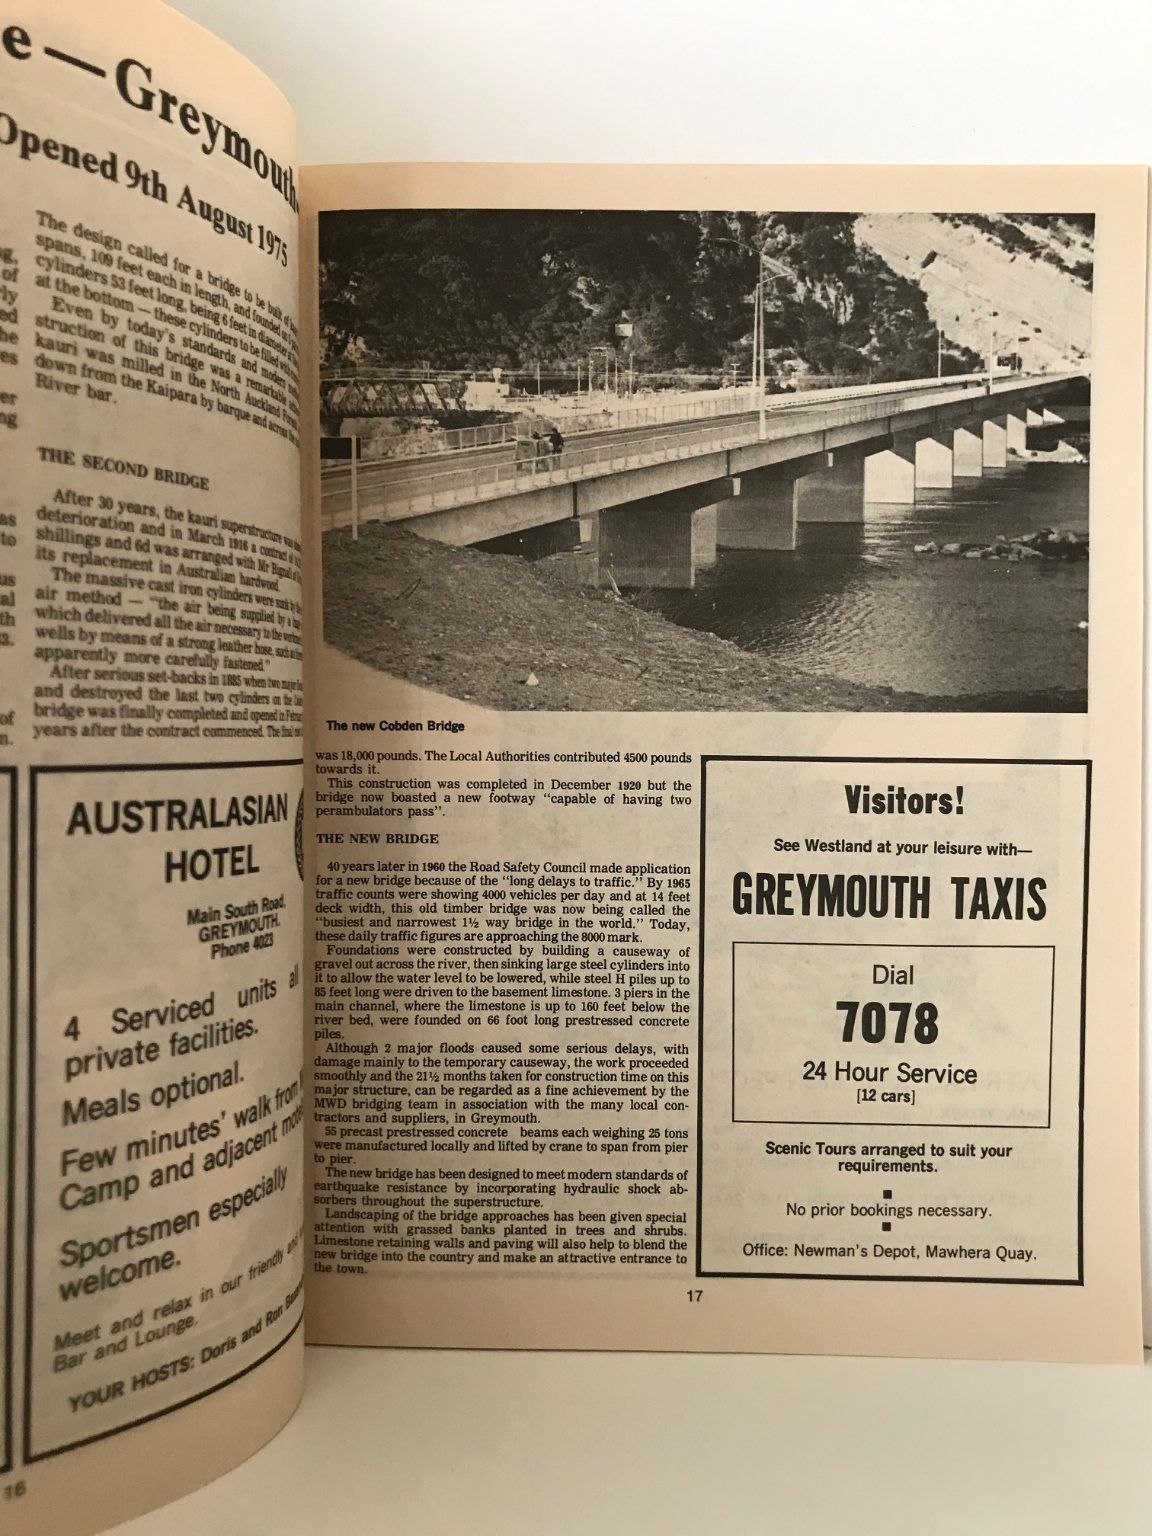 e — Greymouth
Opened 9th August 1975
The design called for a bridge to be built of
spans, 109 feet each in length, and founded on
cylinders 53 feet long, being 6 feet in diameter
at the bottom — these cylinders to be filled with
Even by today's standards and modern
struction of this bridge was a remarkable
kauri was milled in the North Auckland
down from the Kaipara by barque and across the
River bar.
THE SECOND BRIDGE
After 30 years, the kauri superstructure was
deterioration and in March 1916 a contract of
shillings and 6d was arranged with Mr Bignall of
its replacement in Australian hardwood.
The massive cast iron cylinders were sunk by the
air method — "the air being supplied by a
which delivered all the air necessary to the
wells by means of a strong leather hose,
apparently more carefully fastened."
After serious set-backs in 1885 when two major
and destroyed the last two cylinders on the
bridge was finally completed and opened in
years after the contract commenced. The final
AUSTRALASIAN
HOTEL
Main South Road,
GREYMOUTH.
Phone 4023
4 Serviced units all
private facilities.
Meals optional.
Few minutes' walk from
Camp and adjacent
Sportsmen especially
welcome.
Meet and relax in our friendly and
Bar and Lounge.
YOUR HOSTS: Doris and Ron
16
The new Cobden Bridge
was 18,000 pounds. The Local Authorities contributed 4500 pounds
towards it.
This construction was completed in December 1920 but the
bridge now boasted a new footway "capable of having two
perambulators pass".
THE NEW BRIDGE
40 years later in 1960 the Road Safety Council made application
for a new bridge because of the "long delays to traffic." By 1965
traffic counts were showing 4000 vehicles per day and at 14 feet
deck width, this old timber bridge was now being called the
"busiest and narrowest 1½ way bridge in the world." Today,
these daily traffic figures are approaching the 8000 mark.
Foundations were constructed by building a causeway of
gravel out across the river, then sinking large steel cylinders into
it to allow the water level to be lowered, while steel H piles up to
85 feet long were driven to the basement limestone. 3 piers in the
main channel, where the limestone is up to 160 feet below the
river bed, were founded on 66 foot long prestressed concrete
piles.
Although 2 major floods caused some serious delays, with
damage mainly to the temporary causeway, the work proceeded
smoothly and the 21½ months taken for construction time on this
major structure, can be regarded as a fine achievement by the
MWD bridging team in association with the many local con-
tractors and suppliers, in Greymouth.
55 precast prestressed concrete beams each weighing 25 tons
were manufactured locally and lifted by crane to span from pier
to pier.
The new bridge has been designed to meet modern standards of
earthquake resistance by incorporating hydraulic shock ab-
sorbers throughout the superstructure.
Landscaping of the bridge approaches has been given special
attention with grassed banks planted in trees and shrubs.
Limestone retaining walls and paving will also help to blend the
new bridge into the country and make an attractive entrance to
the town.
Visitors!
See Westland at your leisure with—
GREYMOUTH TAXIS
Dial
7078
24 Hour Service
[12 cars]
Scenic Tours arranged to suit your
requirements.
No prior bookings necessary.
Office: Newman's Depot, Mawhera Quay.
17